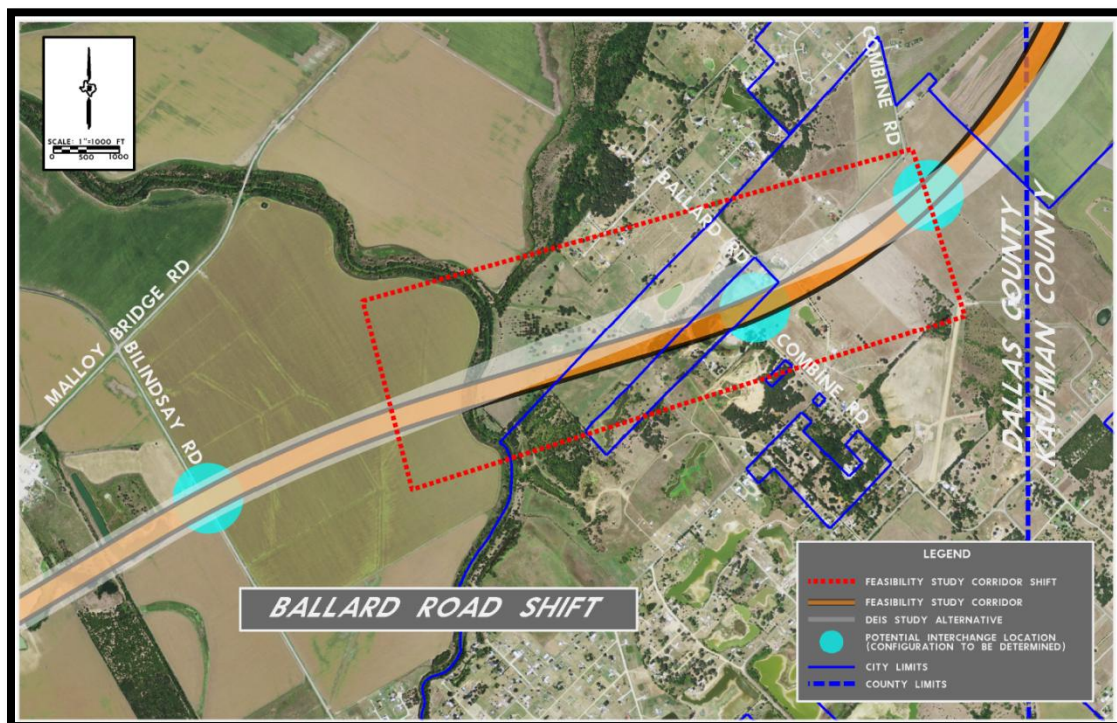 SCALE: 1"=1000 FT
0 500 1000
COMBINE RD
BALLARD RD
MALLOY BRIDGE RD
BILINDSAY RD
COMBINE RD
DALLAS COUNTY
KAUFMAN COUNTY
BALLARD ROAD SHIFT
LEGEND
FEASIBILITY STUDY CORRIDOR SHIFT
FEASIBILITY STUDY CORRIDOR
DEIS STUDY ALTERNATIVE
POTENTIAL INTERCHANGE LOCATION
(CONFIGURATION TO BE DETERMINED)
CITY LIMITS
COUNTY LIMITS